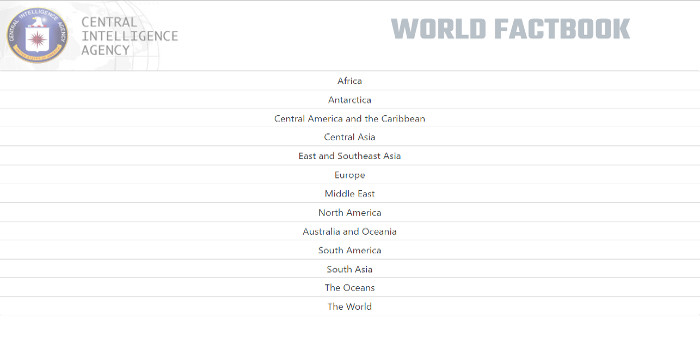 CENTRAL
INTELLIGENCE
AGENCY
WORLD FACTBOOK
Africa
Antarctica
Central America and the Caribbean
Central Asia
East and Southeast Asia
Europe
Middle East
North America
Australia and Oceania
South America
South Asia
The Oceans
The World